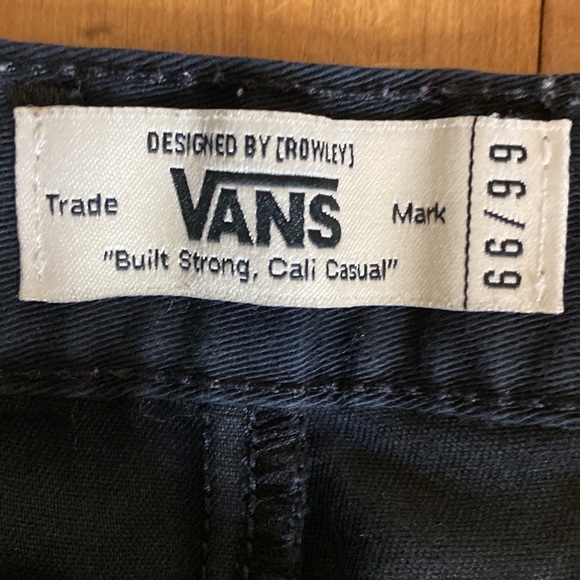 DESIGNED BY [ROWLEY]
Trade VANS Mark
"Built Strong, Cali Casual"
66/99